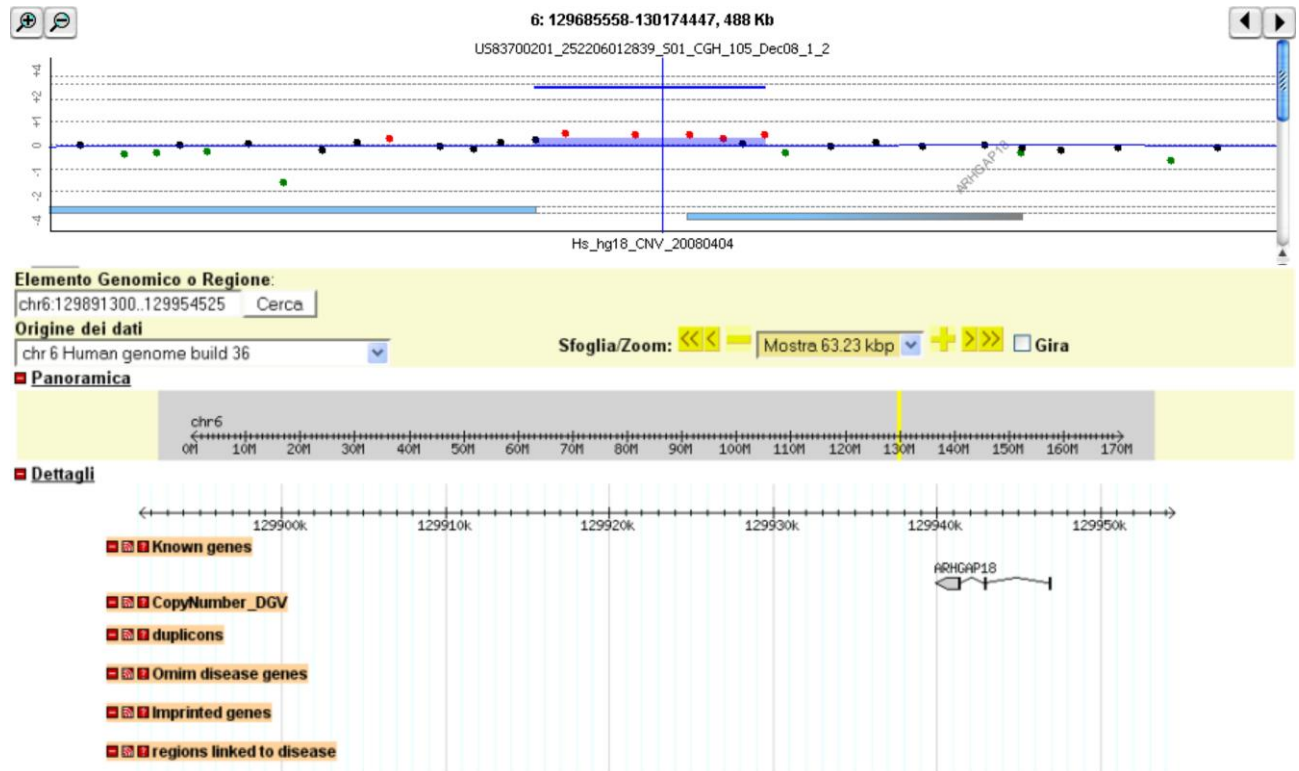 6: 129685558-130174447, 488 Kb
US83700201_252206012839_S01_CGH_105_Dec08_1_2
+4
+2
+1
0
-1
-2
-4
ARHGAP18
Hs_hg18_CNV_20080404
Elemento Genomico o Regione:
chr6:129891300..129954525 Cerca
Origine dei dati
chr 6 Human genome build 36
Sfoglia/Zoom: << < Mostra 63.23 kbp > >> Gira
Panoramica
chr6
0M 10M 20M 30M 40M 50M 60M 70M 80M 90M 100M 110M 120M 130M 140M 150M 160M 170M
Dettagli
129900k 129910k 129920k 129930k 129940k 129950k
Known genes
ARHGAP18
CopyNumber_DGV
duplicons
Omim disease genes
Imprinted genes
regions linked to disease